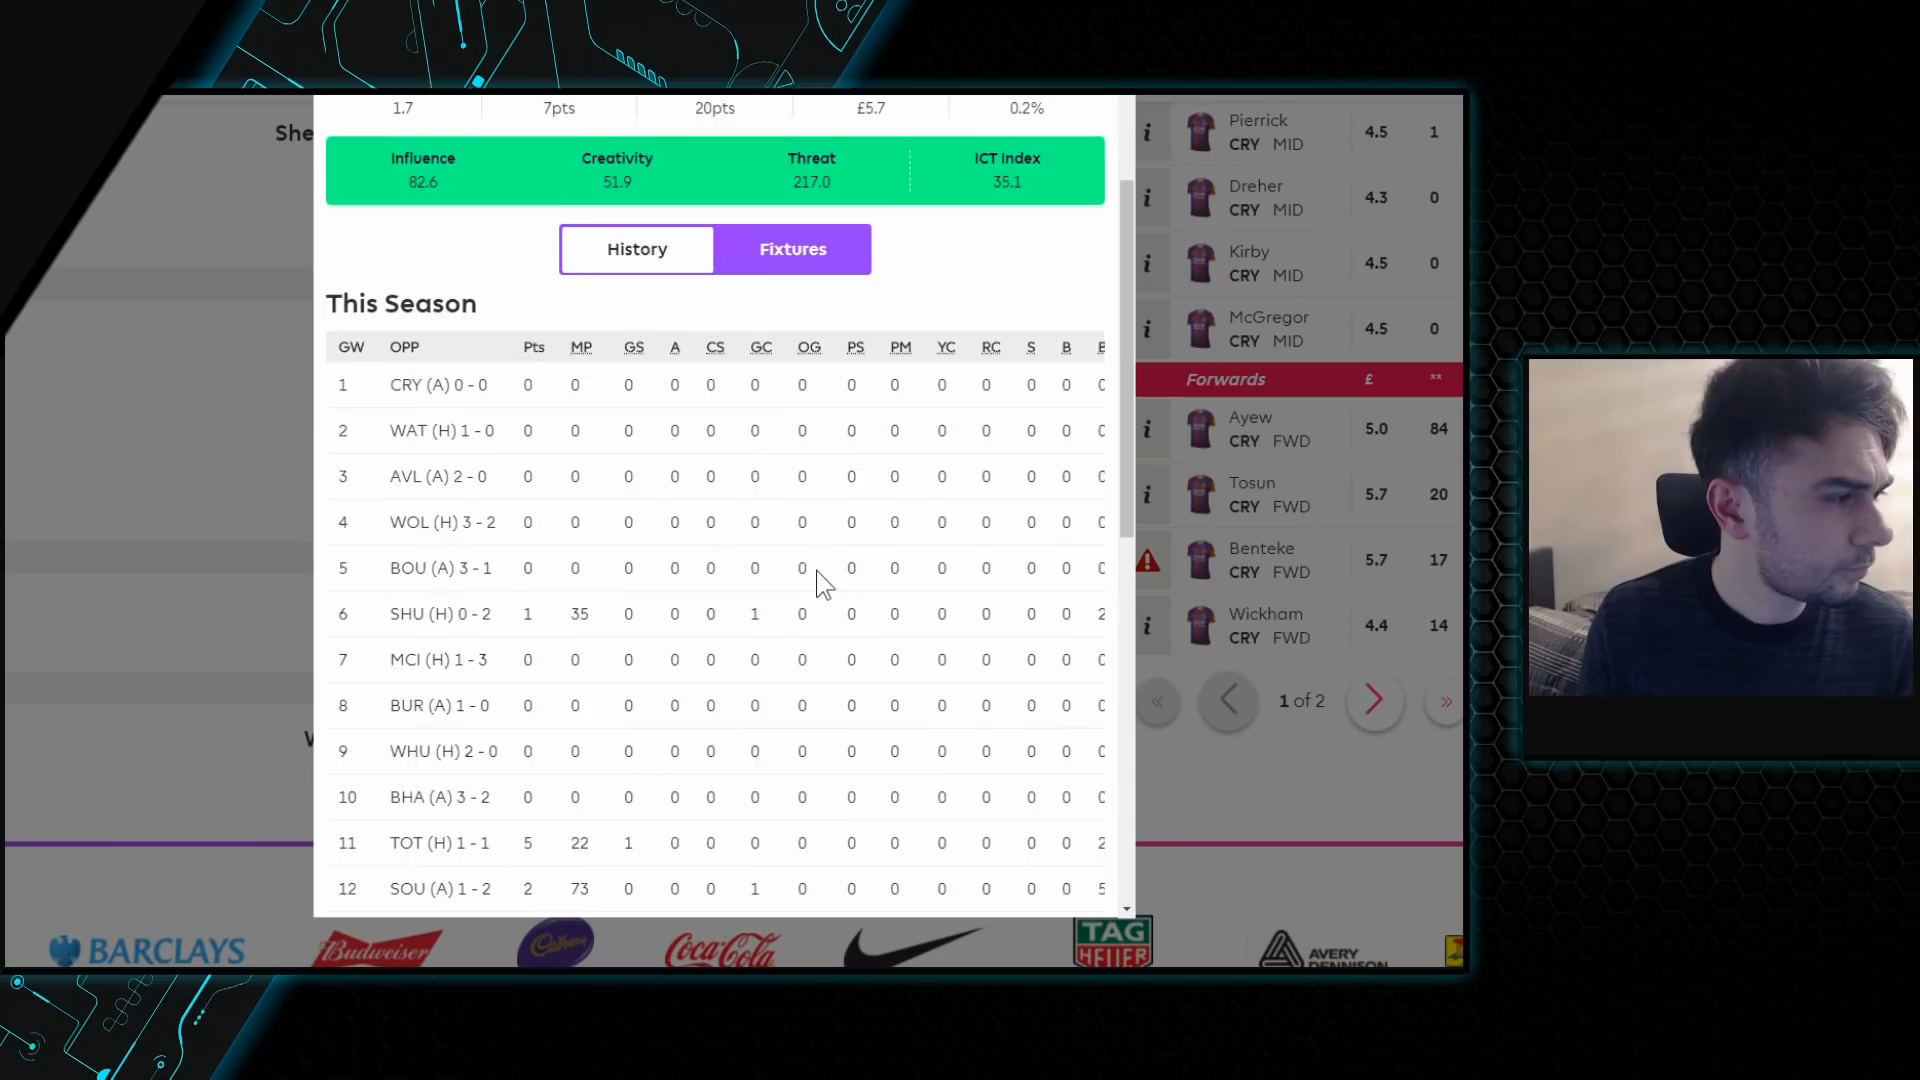 She
1.7 7pts 20pts £5.7 0.2%
Influence Creativity Threat ICT Index
82.6 51.9 217.0 35.1
History Fixtures
This Season
GW OPP Pts MP GS A CS GC OG PS PM YC RC S B
1 CRY (A) 0 - 0 0 0 0 0 0 0 0 0 0 0 0 0 0
2 WAT (H) 1 - 0 0 0 0 0 0 0 0 0 0 0 0 0 0
3 AVL (A) 2 - 0 0 0 0 0 0 0 0 0 0 0 0 0 0
4 WOL (H) 3 - 2 0 0 0 0 0 0 0 0 0 0 0 0 0
5 BOU (A) 3 - 1 0 0 0 0 0 0 0 0 0 0 0 0 0
6 SHU (H) 0 - 2 1 35 0 0 0 1 0 0 0 0 0 0 0 2
7 MCI (H) 1 - 3 0 0 0 0 0 0 0 0 0 0 0 0 0
8 BUR (A) 1 - 0 0 0 0 0 0 0 0 0 0 0 0 0 0
9 WHU (H) 2 - 0 0 0 0 0 0 0 0 0 0 0 0 0 0
10 BHA (A) 3 - 2 0 0 0 0 0 0 0 0 0 0 0 0 0
11 TOT (H) 1 - 1 5 22 1 0 0 0 0 0 0 0 0 0 0 2
12 SOU (A) 1 - 2 2 73 0 0 0 1 0 0 0 0 0 0 0 5
i Pierrick 4.5 1
CRY MID
i Dreher 4.3 0
CRY MID
i Kirby 4.5 0
CRY MID
i McGregor 4.5 0
CRY MID
Forwards £ **
i Ayew 5.0 84
CRY FWD
i Tosun 5.7 20
CRY FWD
Benteke 5.7 17
CRY FWD
i Wickham 4.4 14
CRY FWD
« 1 of 2 »
BARCLAYS Budweiser Cadbury Coca-Cola TAG HEUER AVERY DENNISON